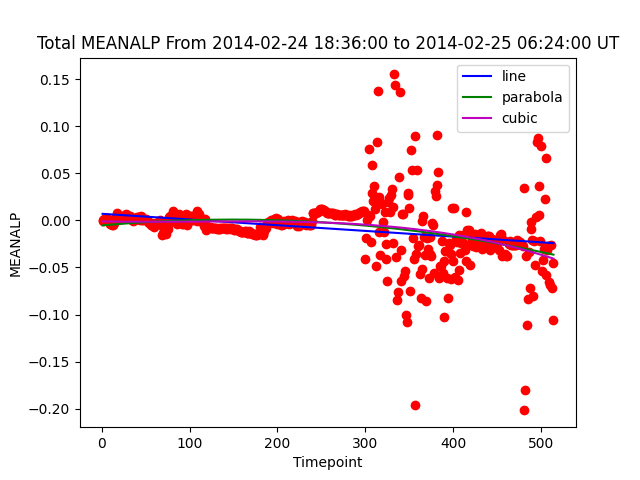 Total MEANALP From 2014-02-24 18:36:00 to 2014-02-25 06:24:00 UT
line
parabola
cubic
0.15
0.10
0.05
0.00
−0.05
−0.10
−0.15
−0.20
MEANALP
0 100 200 300 400 500
Timepoint